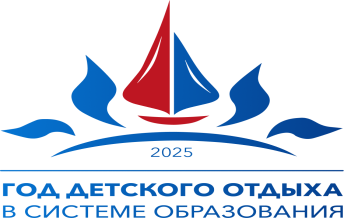 2025
ГОД ДЕТСКОГО ОТДЫХА
В СИСТЕМЕ ОБРАЗОВАНИЯ